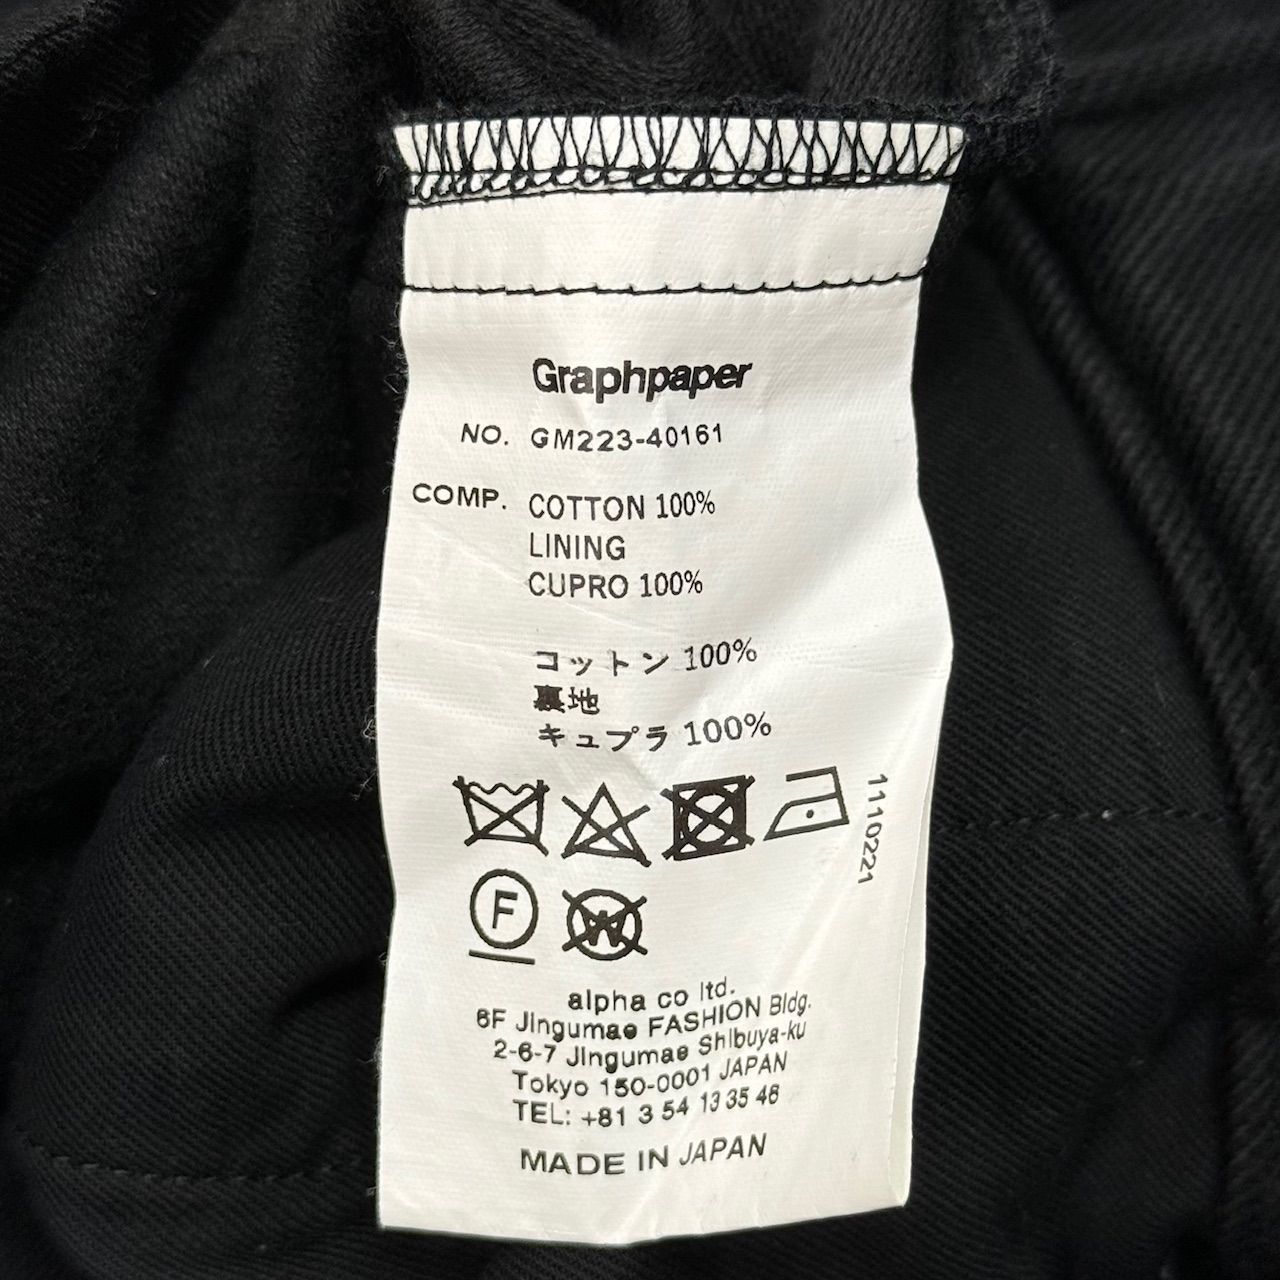 Graphpaper
NO. GM223-40161
COMP. COTTON 100%
LINING
CUPRO 100%
コットン 100%
裏地
キュプラ 100%
1110221
F
W
alpha co ltd.
6F Jingumae FASHION Bldg.
2-6-7 Jingumae Shibuya-ku
Tokyo 150-0001 JAPAN
TEL: +81 3 54 13 35 46
MADE IN JAPAN